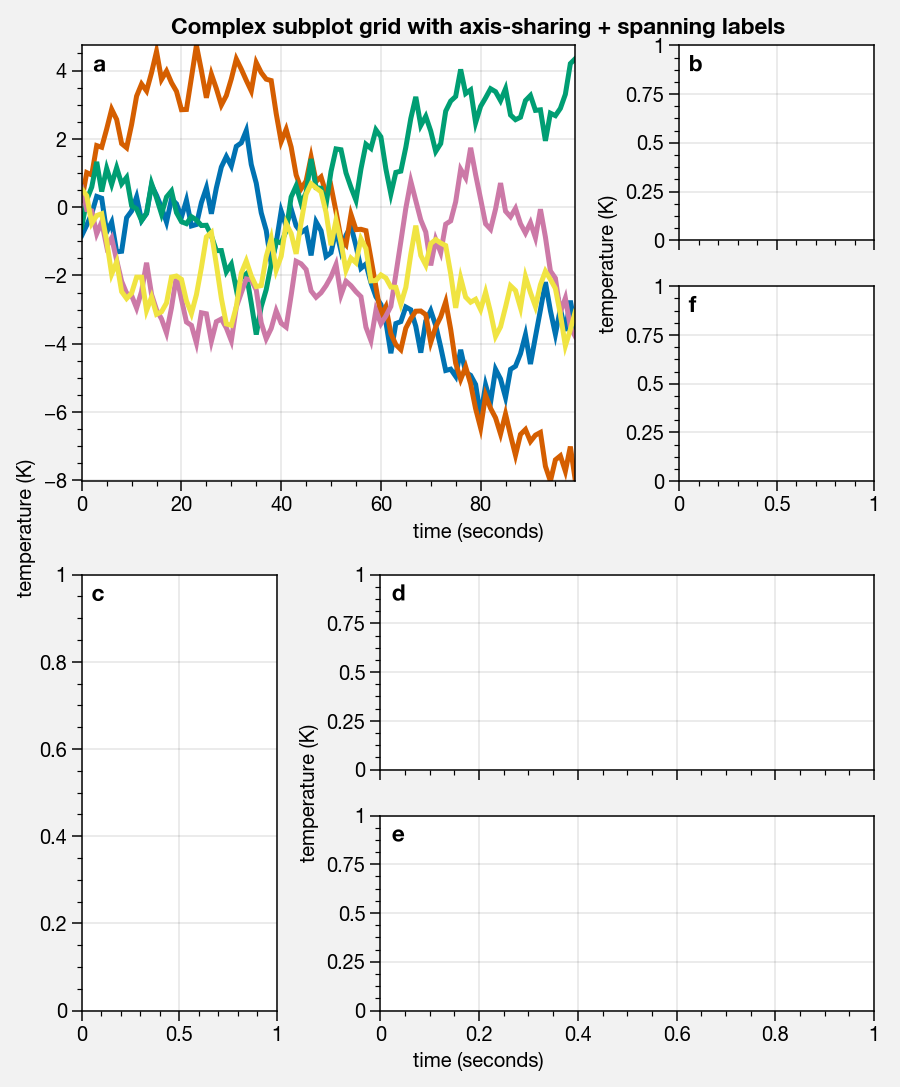 Complex subplot grid with axis-sharing + spanning labels
a
4
2
0
−2
−4
−6
−8
0 20 40 60 80
time (seconds)
temperature (K)
b
1
0.75
0.5
0.25
0
temperature (K)
f
1
0.75
0.5
0.25
0
0 0.5 1
c
1
0.8
0.6
0.4
0.2
0
0 0.5 1
d
1
0.75
0.5
0.25
0
temperature (K)
e
1
0.75
0.5
0.25
0
0 0.2 0.4 0.6 0.8 1
time (seconds)